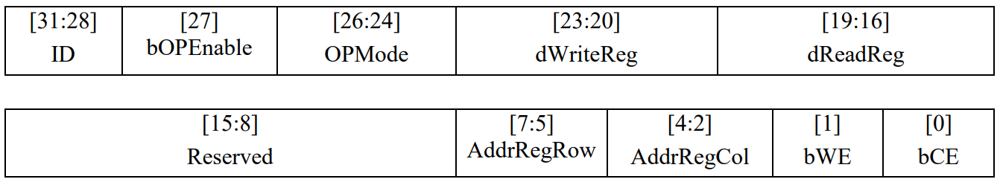 [31:28] [27] [26:24] [23:20] [19:16]
ID bOPEnable OPMode dWriteReg dReadReg
[15:8] [7:5] [4:2] [1] [0]
Reserved AddrRegRow AddrRegCol bWE bCE